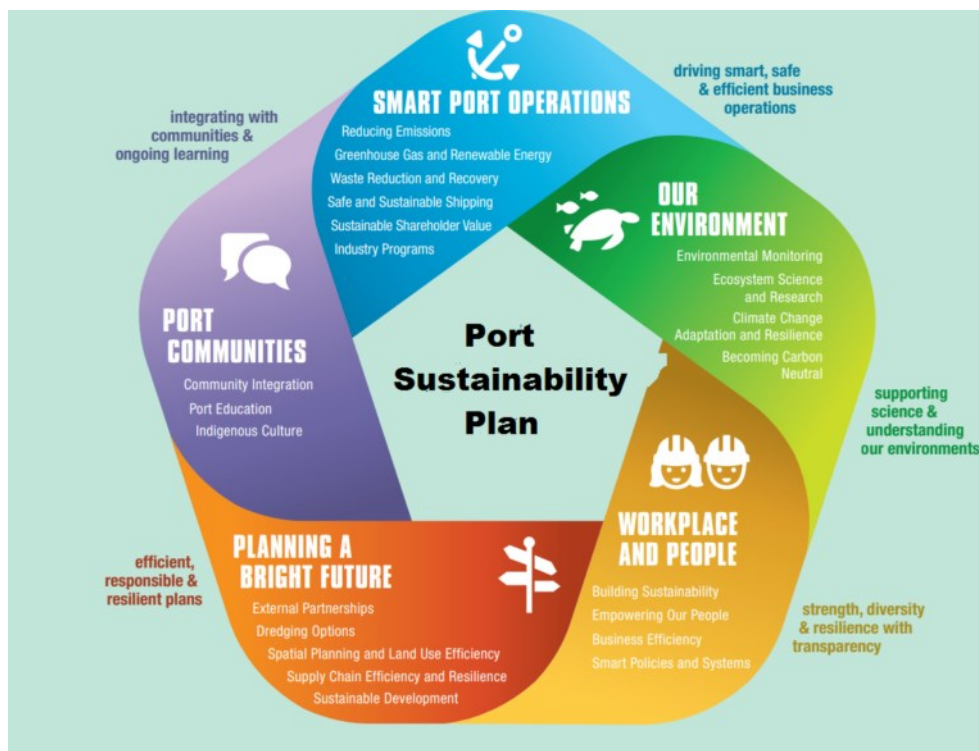 SMART PORT OPERATIONS
Reducing Emissions
Greenhouse Gas and Renewable Energy
Waste Reduction and Recovery
Safe and Sustainable Shipping
Sustainable Shareholder Value
Industry Programs
driving smart, safe
& efficient business
operations
OUR
ENVIRONMENT
Environmental Monitoring
Ecosystem Science
and Research
Climate Change
Adaptation and Resilience
Becoming Carbon
Neutral
supporting
science &
understanding
our environments
WORKPLACE
AND PEOPLE
Building Sustainability
Empowering Our People
Business Efficiency
Smart Policies and Systems
strength, diversity
& resilience with
transparency
PLANNING A
BRIGHT FUTURE
External Partnerships
Dredging Options
Spatial Planning and Land Use Efficiency
Supply Chain Efficiency and Resilience
Sustainable Development
efficient,
responsible &
resilient plans
PORT
COMMUNITIES
Community Integration
Port Education
Indigenous Culture
integrating with
communities &
ongoing learning
Port
Sustainability
Plan